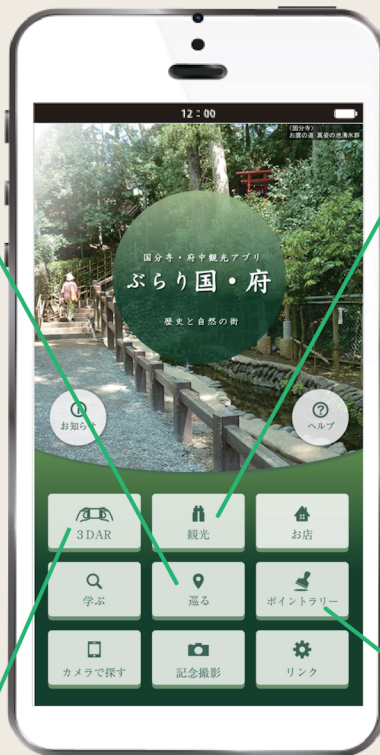 12:00
(国分寺)
お鷹の道 真姿の池湧水群
国分寺・府中観光アプリ
ぶらり国・府
歴史と自然の街
お知らせ
ヘルプ
3DAR
観光
お店
学ぶ
巡る
ポイントラリー
カメラで探す
記念撮影
リンク